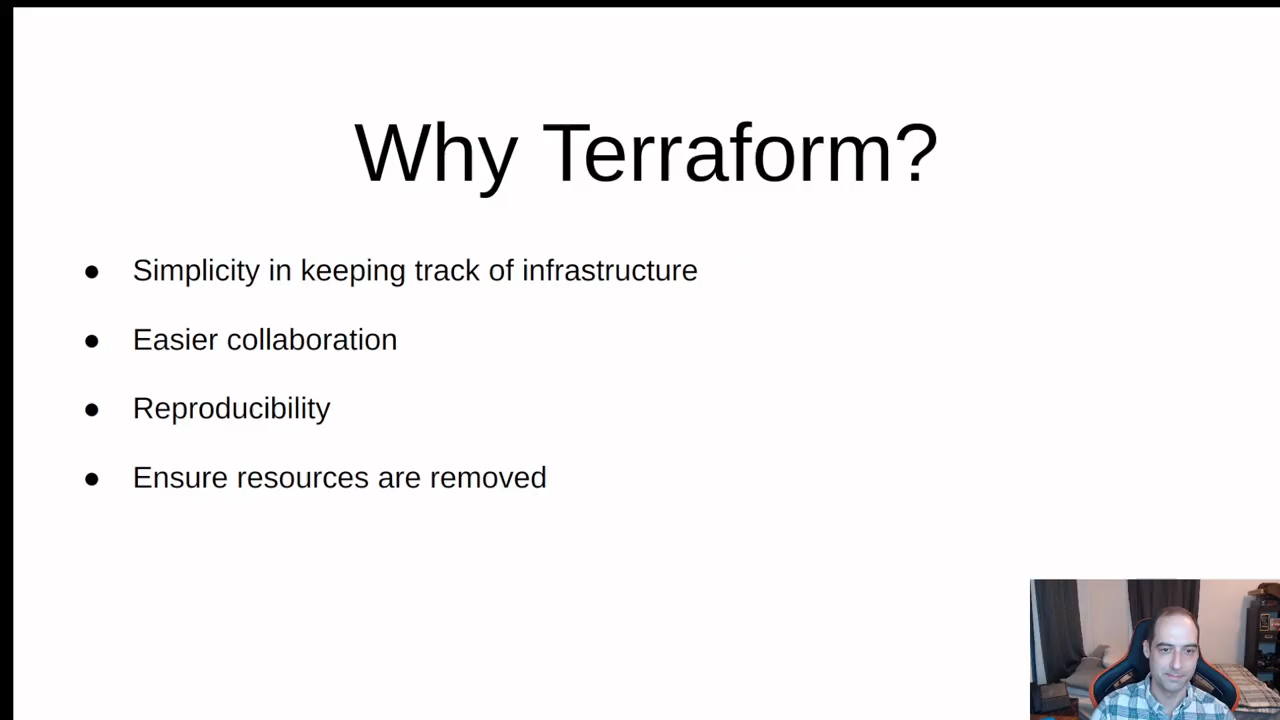 Why Terraform?
● Simplicity in keeping track of infrastructure
● Easier collaboration
● Reproducibility
● Ensure resources are removed